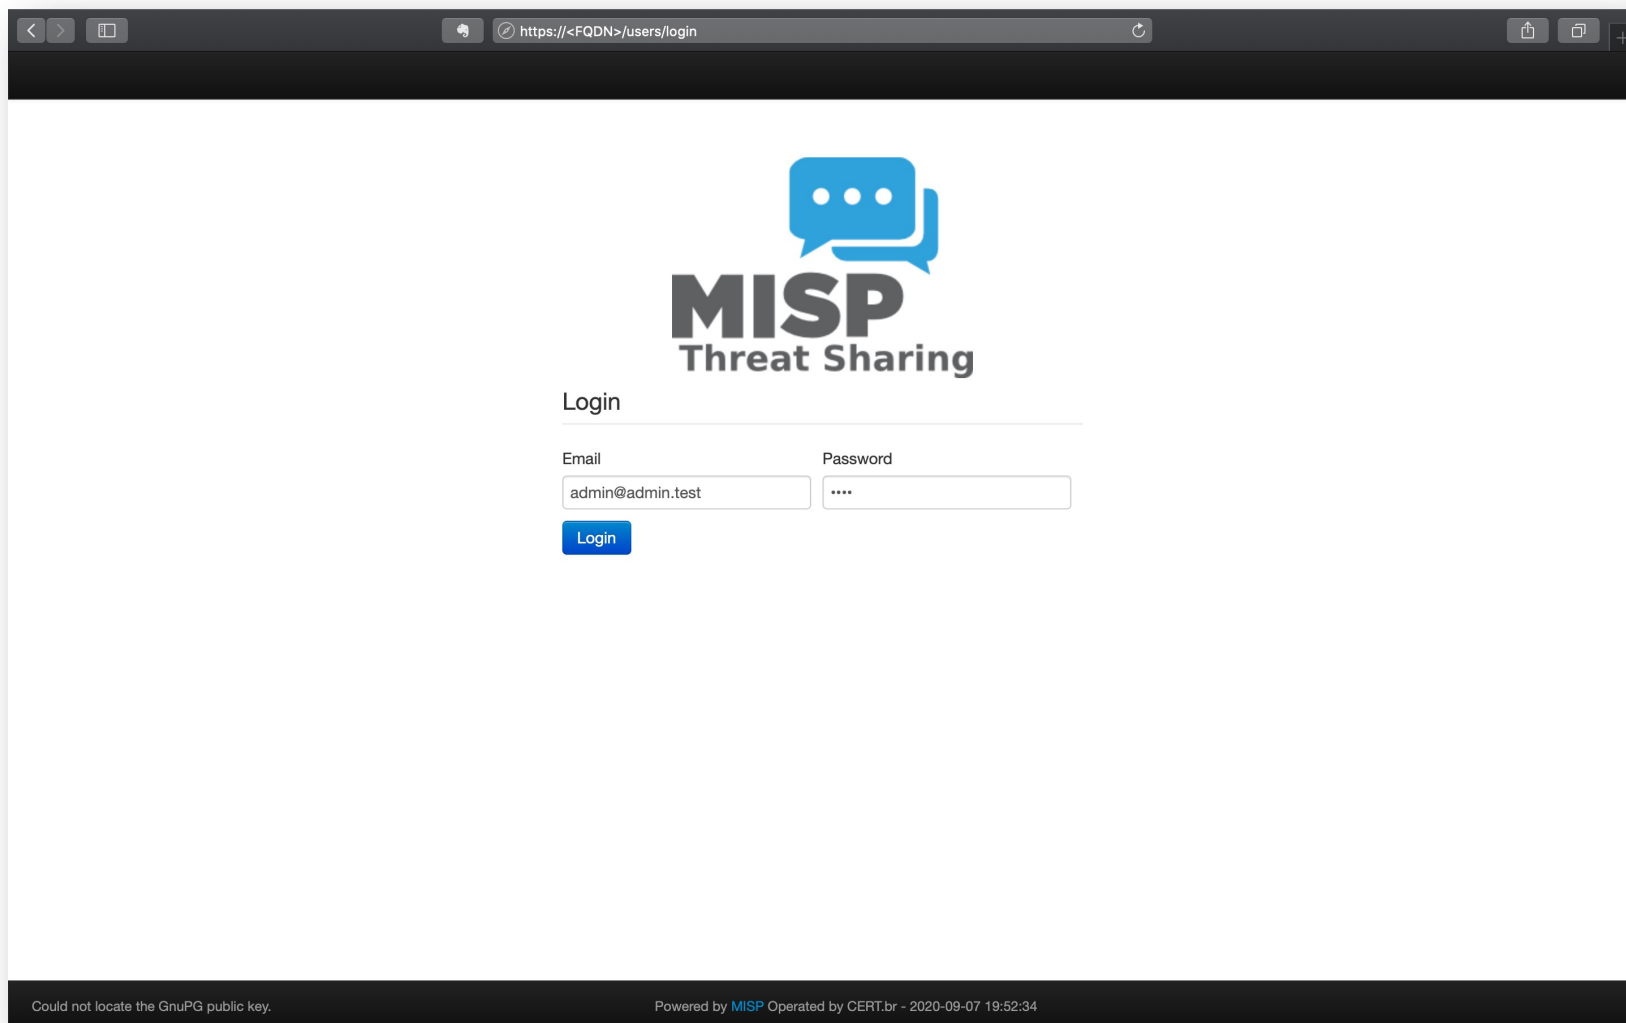 https://<FQDN>/users/login
MISP
Threat Sharing
Login
Email Password
admin@admin.test ••••
Login
Could not locate the GnuPG public key. Powered by MISP Operated by CERT.br - 2020-09-07 19:52:34